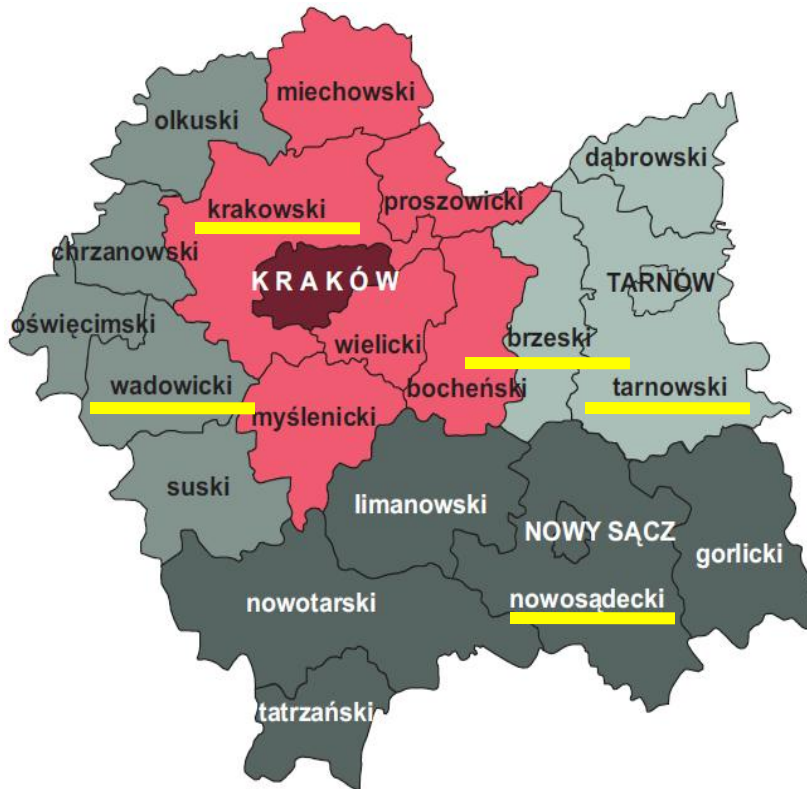 miechowski
olkuski
dąbrowski
proszowicki
krakowski
chrzanowski
KRAKÓW
TARNÓW
oświęcimski
wielicki
brzeski
wadowicki
bocheński
tarnowski
myślenicki
suski
limanowski
NOWY SĄCZ
gorlicki
nowotarski
nowosądecki
tatrzański